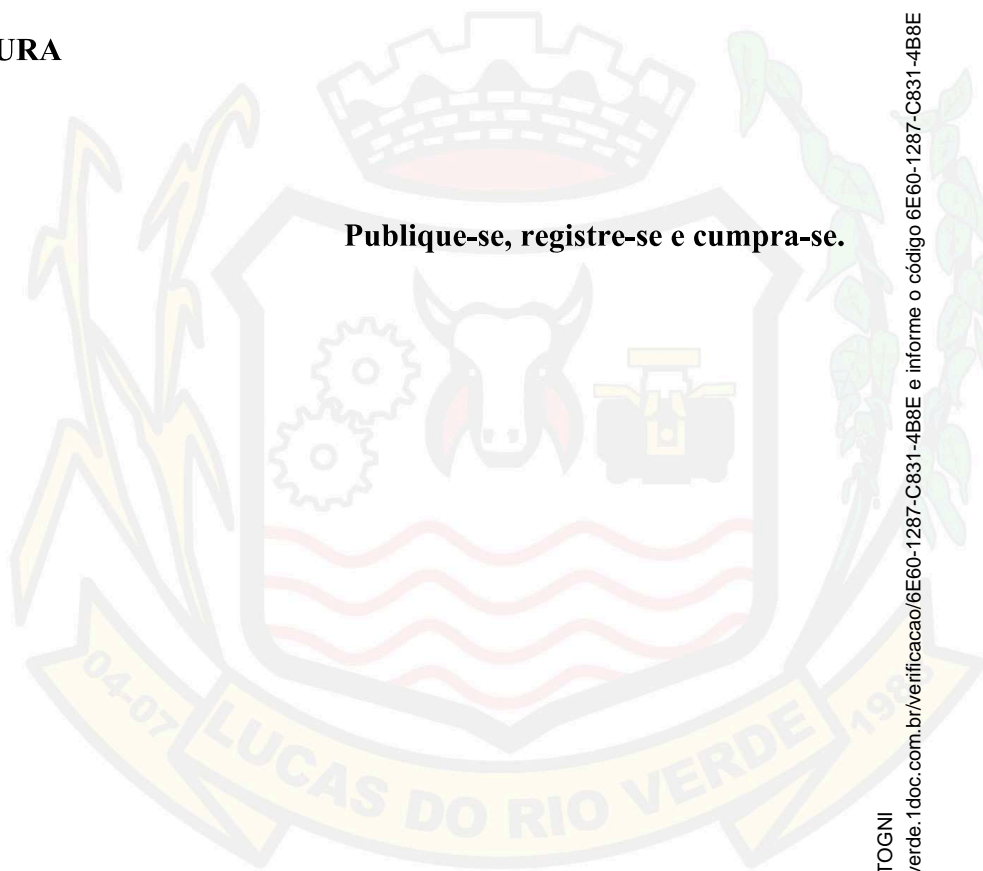 URA
Publique-se, registre-se e cumpra-se.
04-07
LUCAS DO RIO VERDE
1988
TOGNI
verde.1doc.com.br/verificacao/6E60-1287-C831-4B8E e informe o código 6E60-1287-C831-4B8E